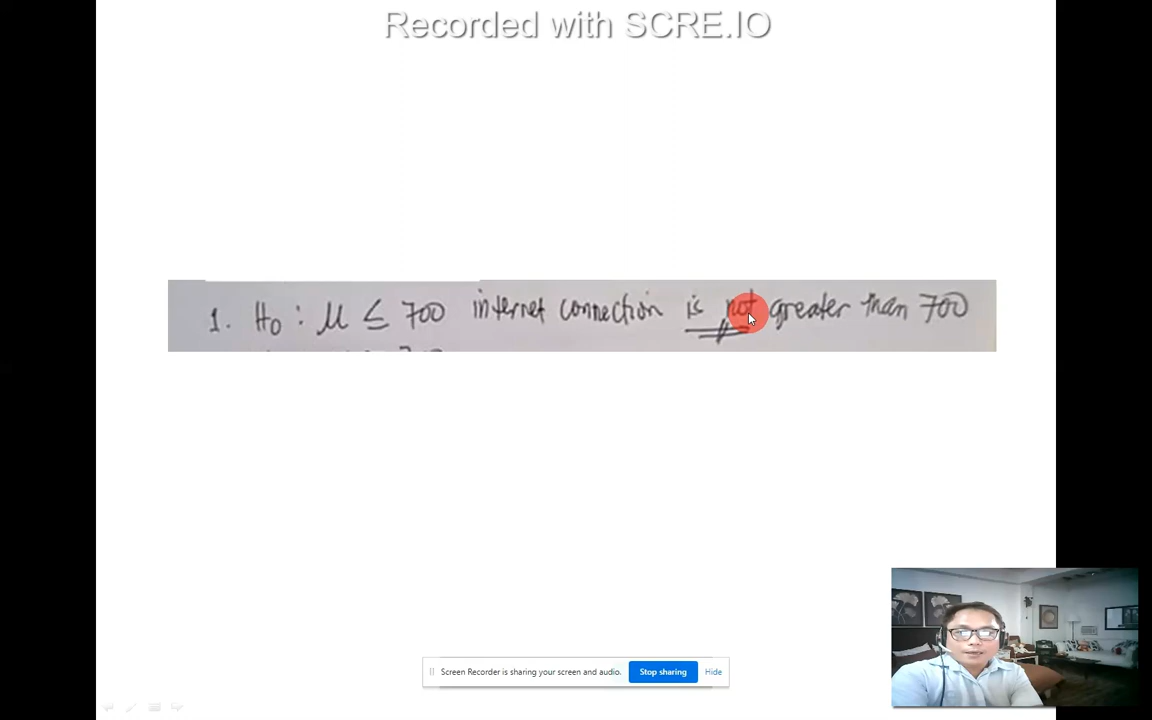 Recorded with SCRE.IO
1. H₀ : μ ≤ 700 internet connection is not greater than 700
Screen Recorder is sharing your screen and audio. Stop sharing Hide